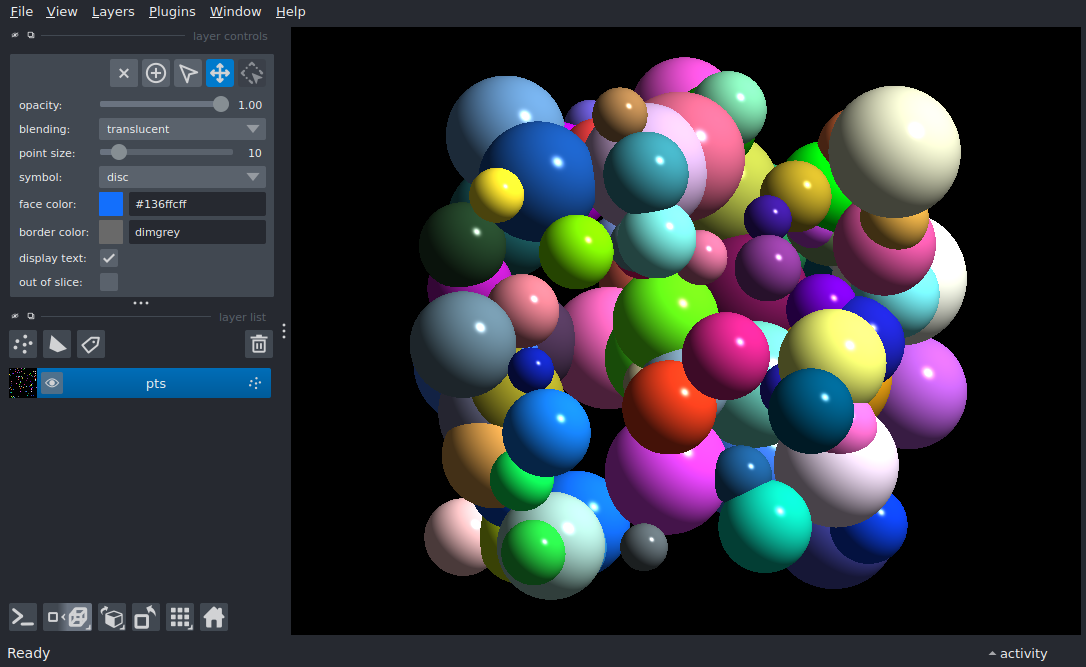 File View Layers Plugins Window Help
layer controls
opacity: 1.00
blending: translucent
point size: 10
symbol: disc
face color: #136ffcff
border color: dimgrey
display text:
out of slice:
layer list
pts
Ready
activity